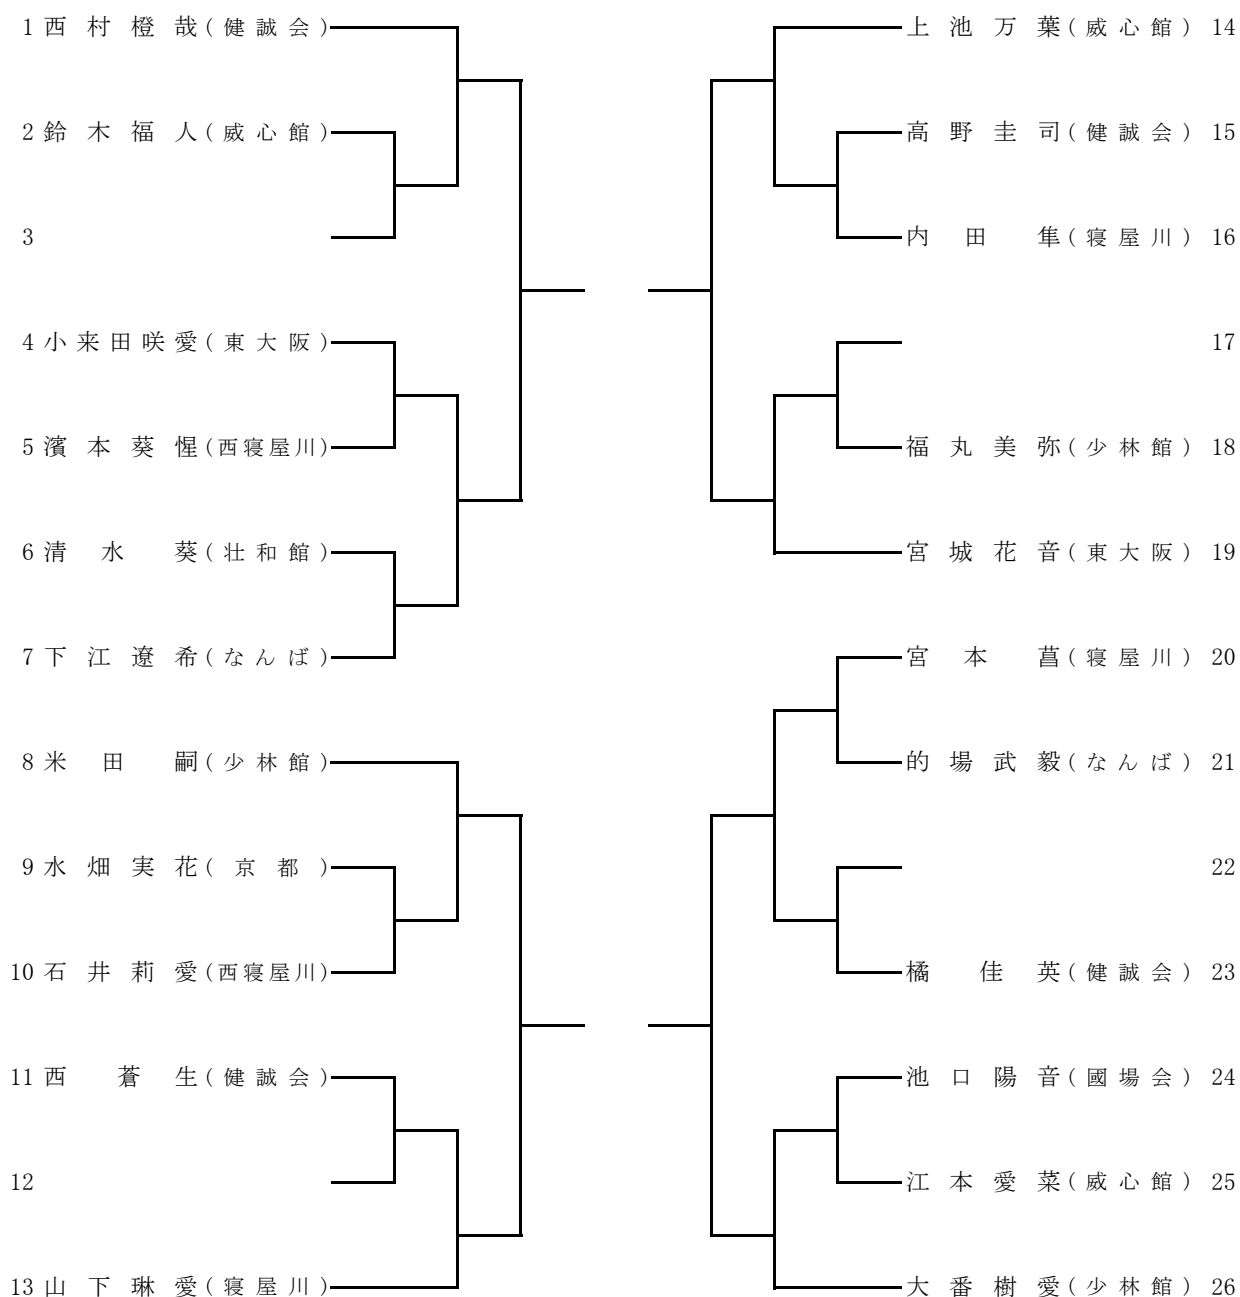 1 西村橙哉(健誠会)
2 鈴木福人(威心館)
3
4 小来田咲愛(東大阪)
5 濱本葵惺(西寝屋川)
6 清水葵(壮和館)
7 下江遼希(なんば)
8 米田嗣(少林館)
9 水畑実花(京都)
10 石井莉愛(西寝屋川)
11 西蒼生(健誠会)
12
13 山下琳愛(寝屋川)
上池万葉(威心館) 14
高野圭司(健誠会) 15
内田隼(寝屋川) 16
17
福丸美弥(少林館) 18
宮城花音(東大阪) 19
宮本菖(寝屋川) 20
的場武毅(なんば) 21
22
橘佳英(健誠会) 23
池口陽音(國場会) 24
江本愛菜(威心館) 25
大番樹愛(少林館) 26